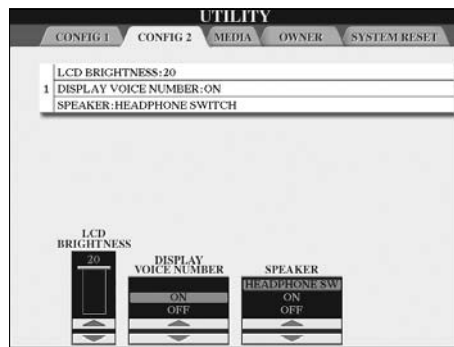 UTILITY
CONFIG 1 CONFIG 2 MEDIA OWNER SYSTEM RESET
LCD BRIGHTNESS:20
1 DISPLAY VOICE NUMBER:ON
SPEAKER:HEADPHONE SWITCH
LCD
BRIGHTNESS
20
DISPLAY
VOICE NUMBER
ON
OFF
SPEAKER
HEADPHONE SW
ON
OFF